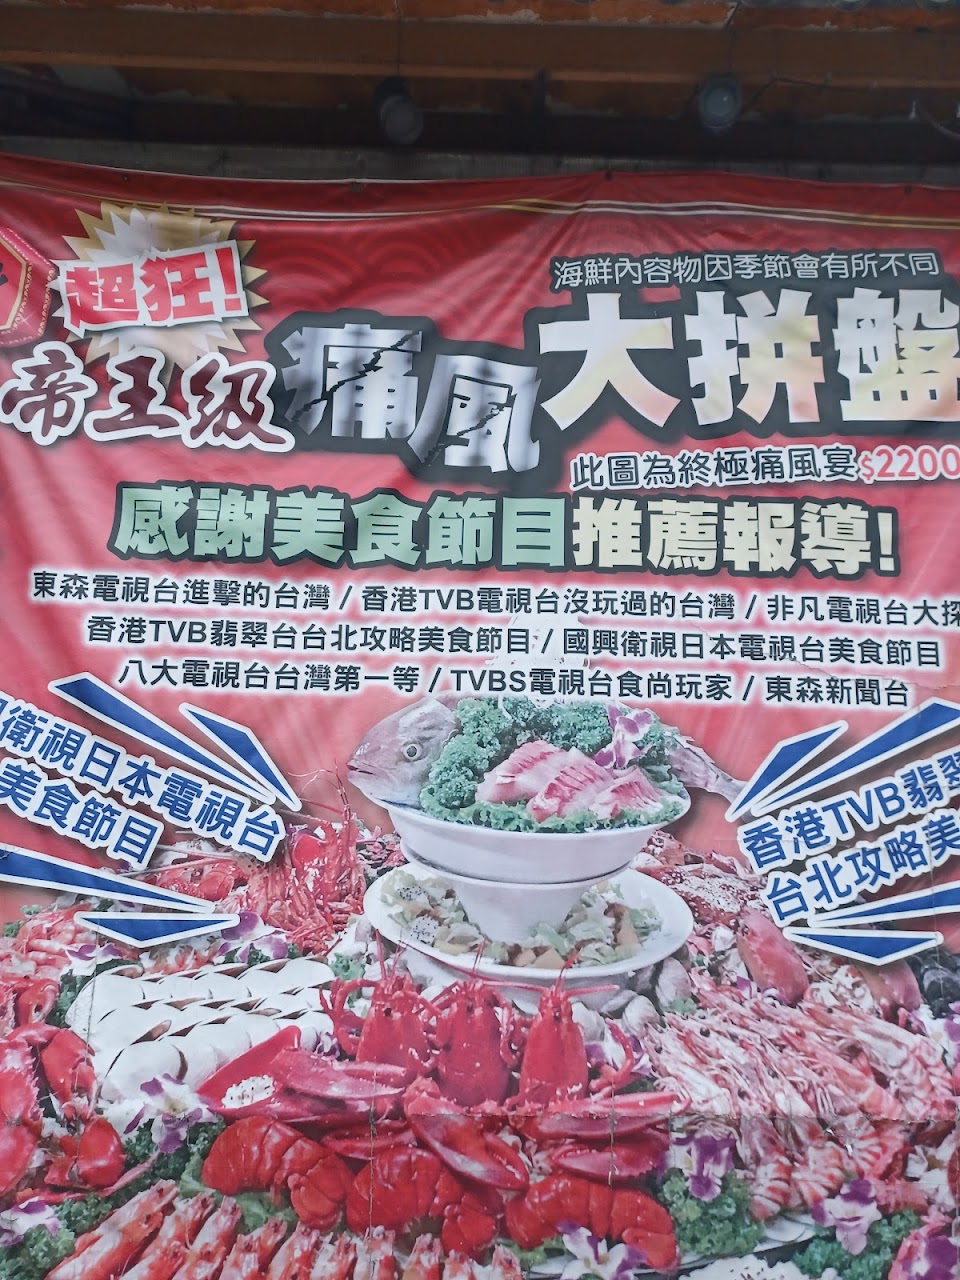 超狂!
海鮮內容物因季節會有所不同
帝王級痛風大拼盤
此圖為終極痛風宴$2200
感謝美食節目推薦報導!
東森電視台進擊的台灣 / 香港TVB電視台沒玩過的台灣 / 非凡電視台大探
香港TVB翡翠台台北攻略美食節目 / 國興衛視日本電視台美食節目
八大電視台台灣第一等 / TVBS電視台食尚玩家 / 東森新聞台
衛視日本電視台
美食節目
香港TVB翡翠
台北攻略美